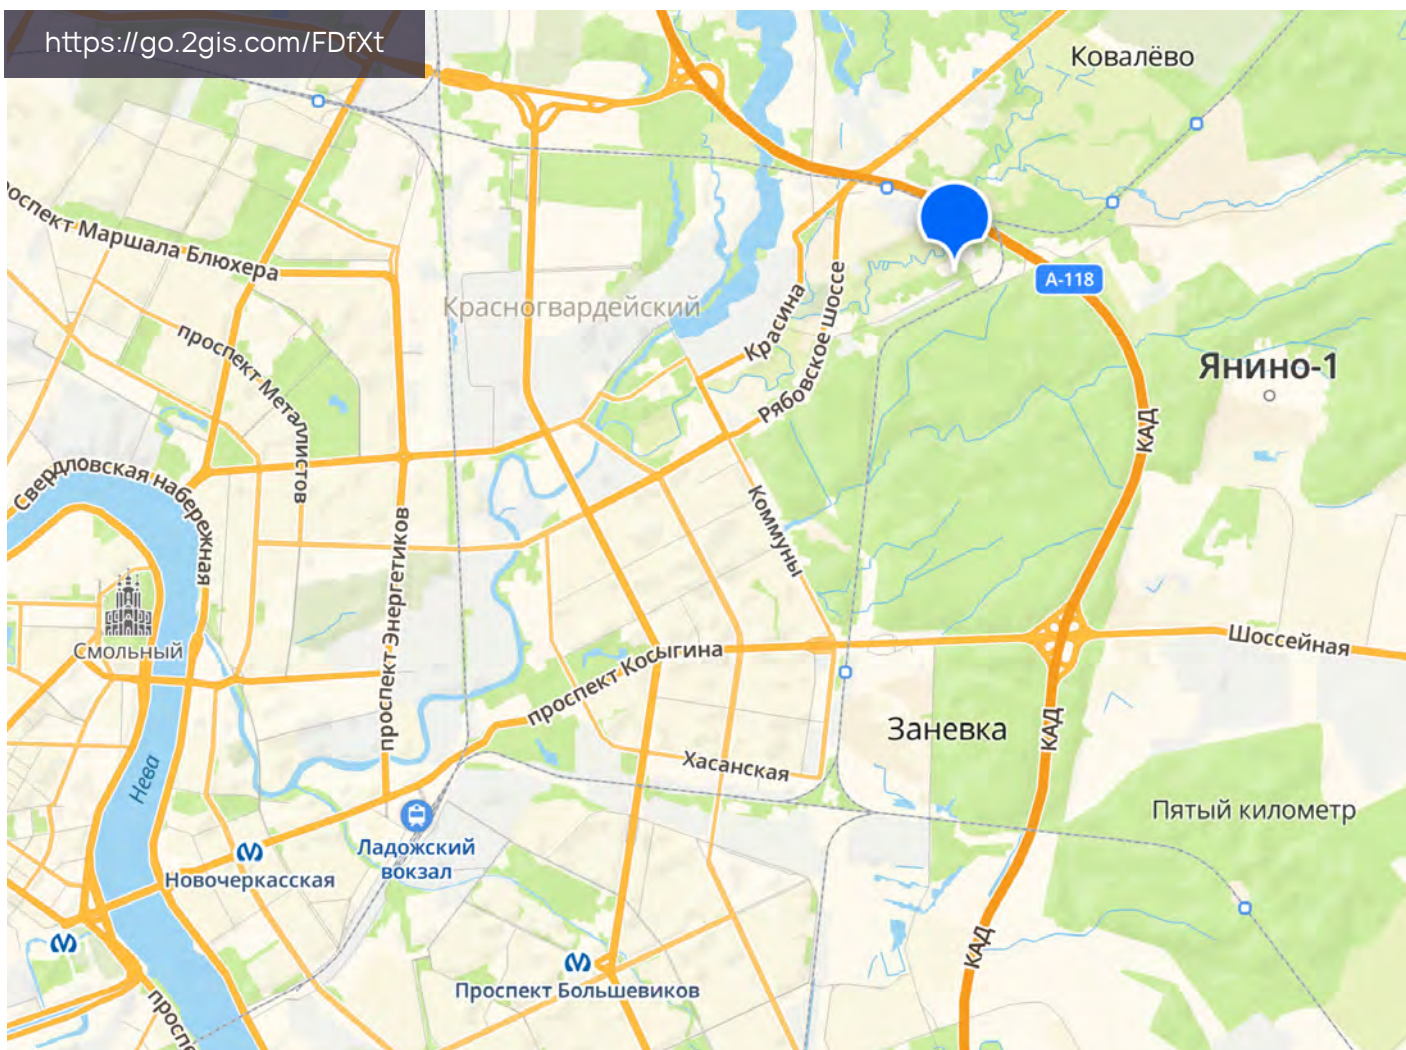 https://go.2gis.com/FDfXt
Ковалёво
роспект Маршала Блюхера
А-118
Красногвардейский
Красина
Рябовское шоссе
проспект Металлистов
Янино-1
КАД
Свердловская набережная
Коммуны
проспект Энергетиков
Смольный
Шоссейная
проспект Косыгина
КАД
Заневка
Хасанская
Нева
Пятый километр
Ладожский
вокзал
Новочеркасская
КАД
Проспект Большевиков
проспе